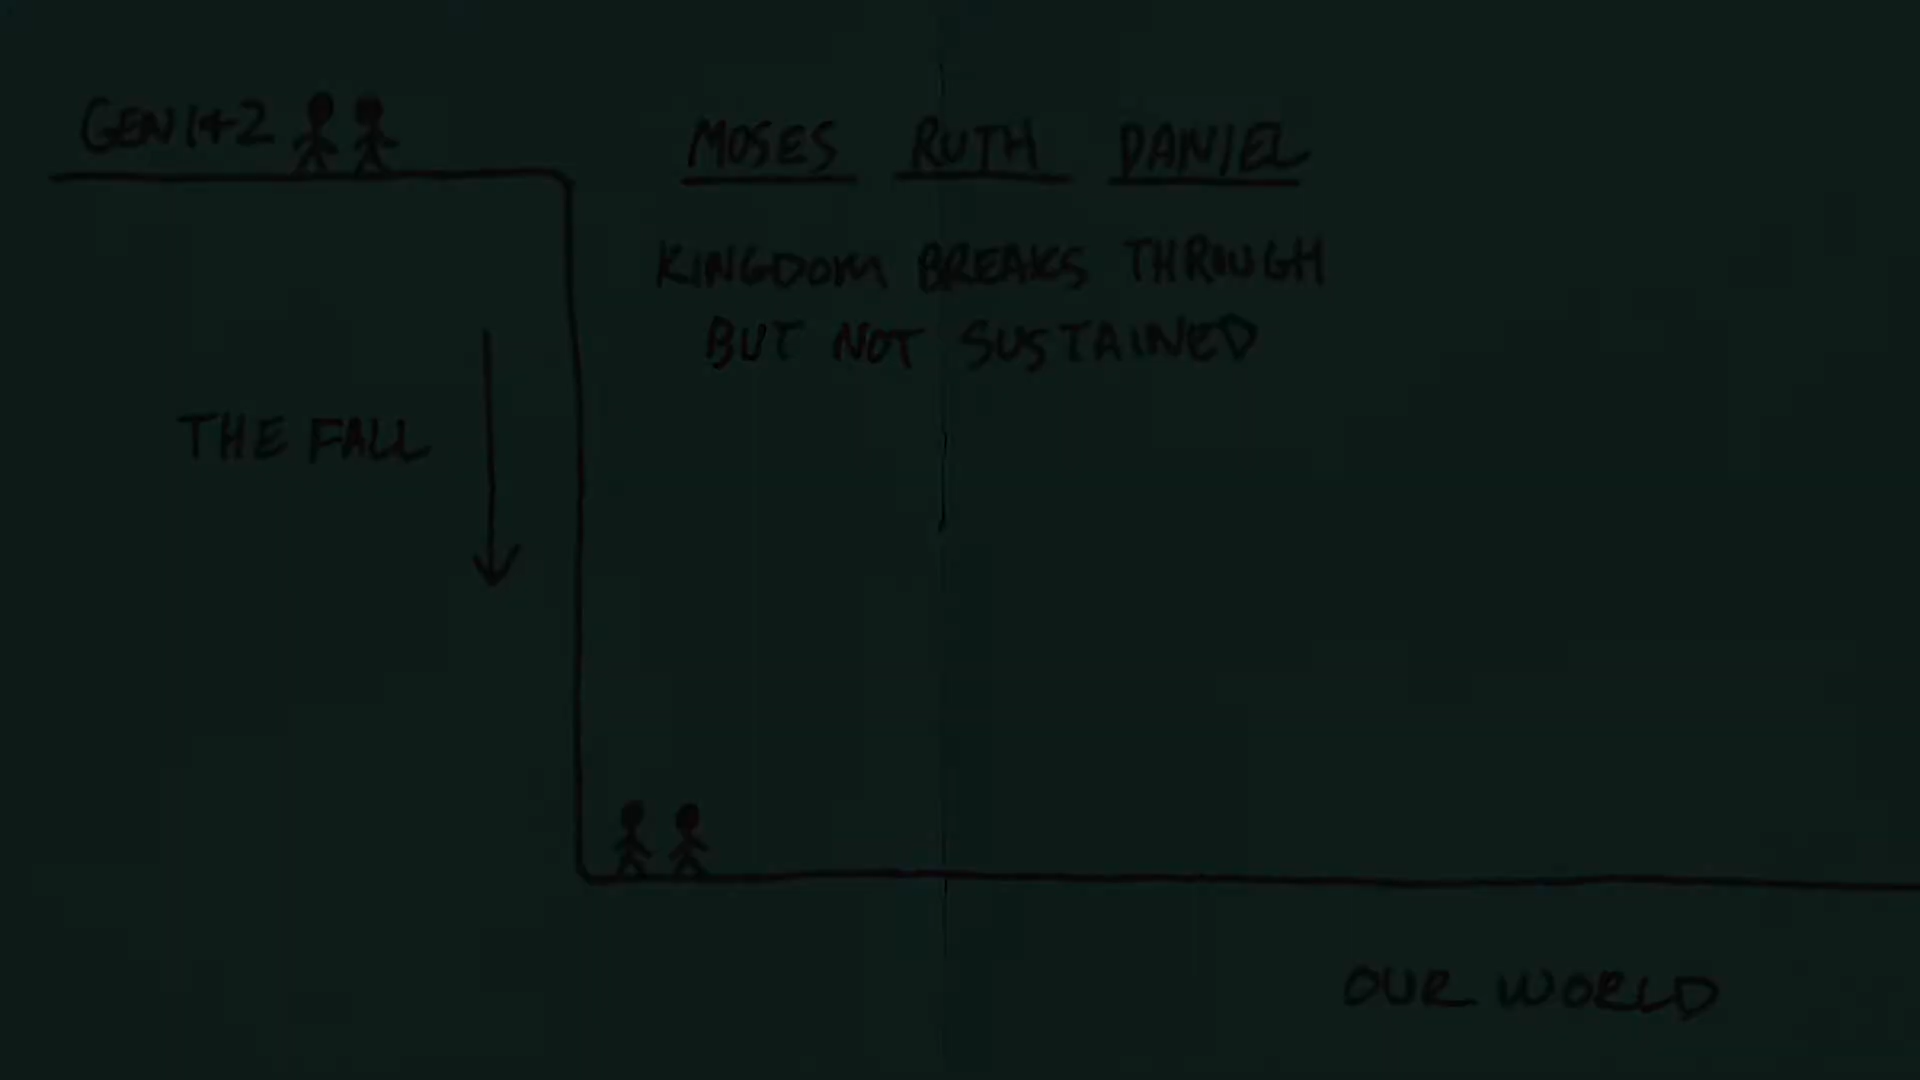 GEN 1+2
MOSES RUTH DANIEL
KINGDOM BREAKS THROUGH
BUT NOT SUSTAINED
THE FALL
OUR WORLD